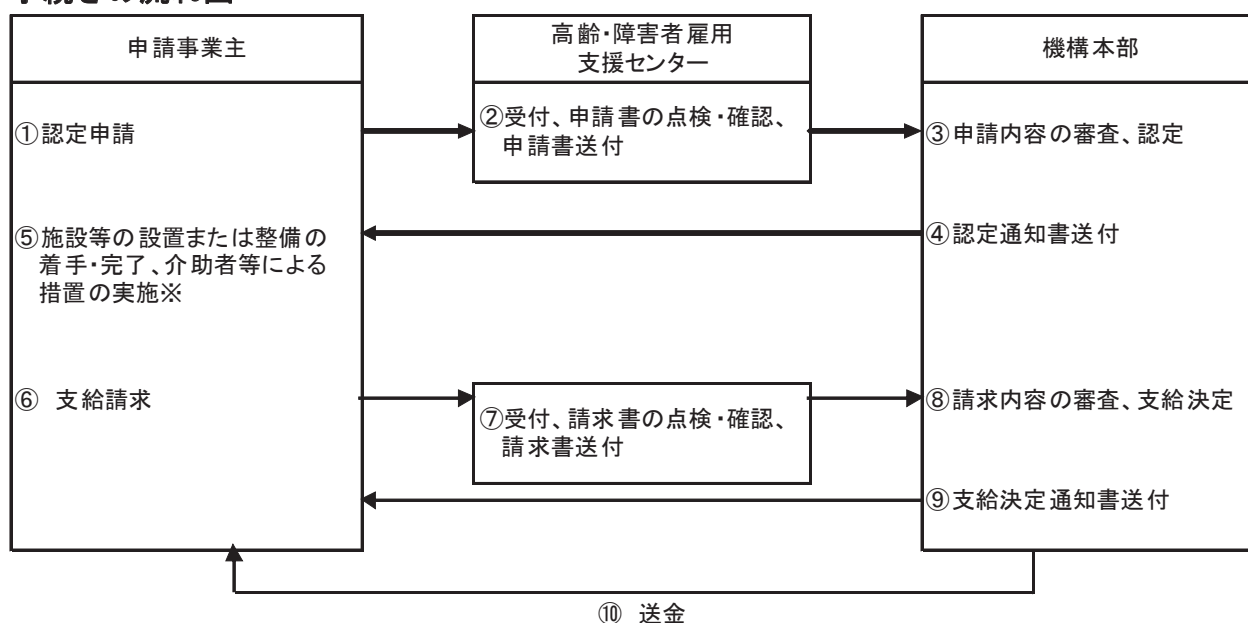 申請事業主
高齢・障害者雇用
支援センター
機構本部
①認定申請
②受付、申請書の点検・確認、
申請書送付
③申請内容の審査、認定
④認定通知書送付
⑤施設等の設置または整備の
着手・完了、介助者等による
措置の実施※
⑥ 支給請求
⑦受付、請求書の点検・確認、
請求書送付
⑧請求内容の審査、支給決定
⑨支給決定通知書送付
⑩ 送金